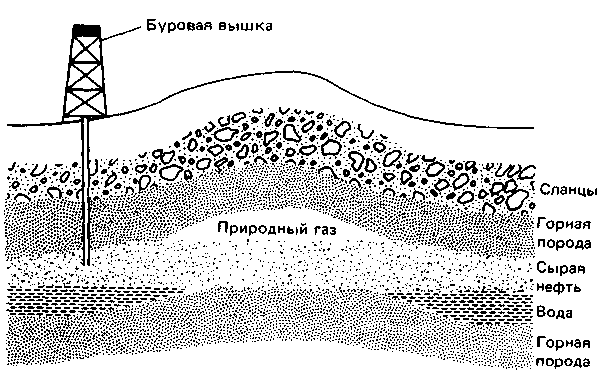 Буровая вышка
Сланцы
Горная
порода
Природный газ
Сырая
нефть
Вода
Горная
порода